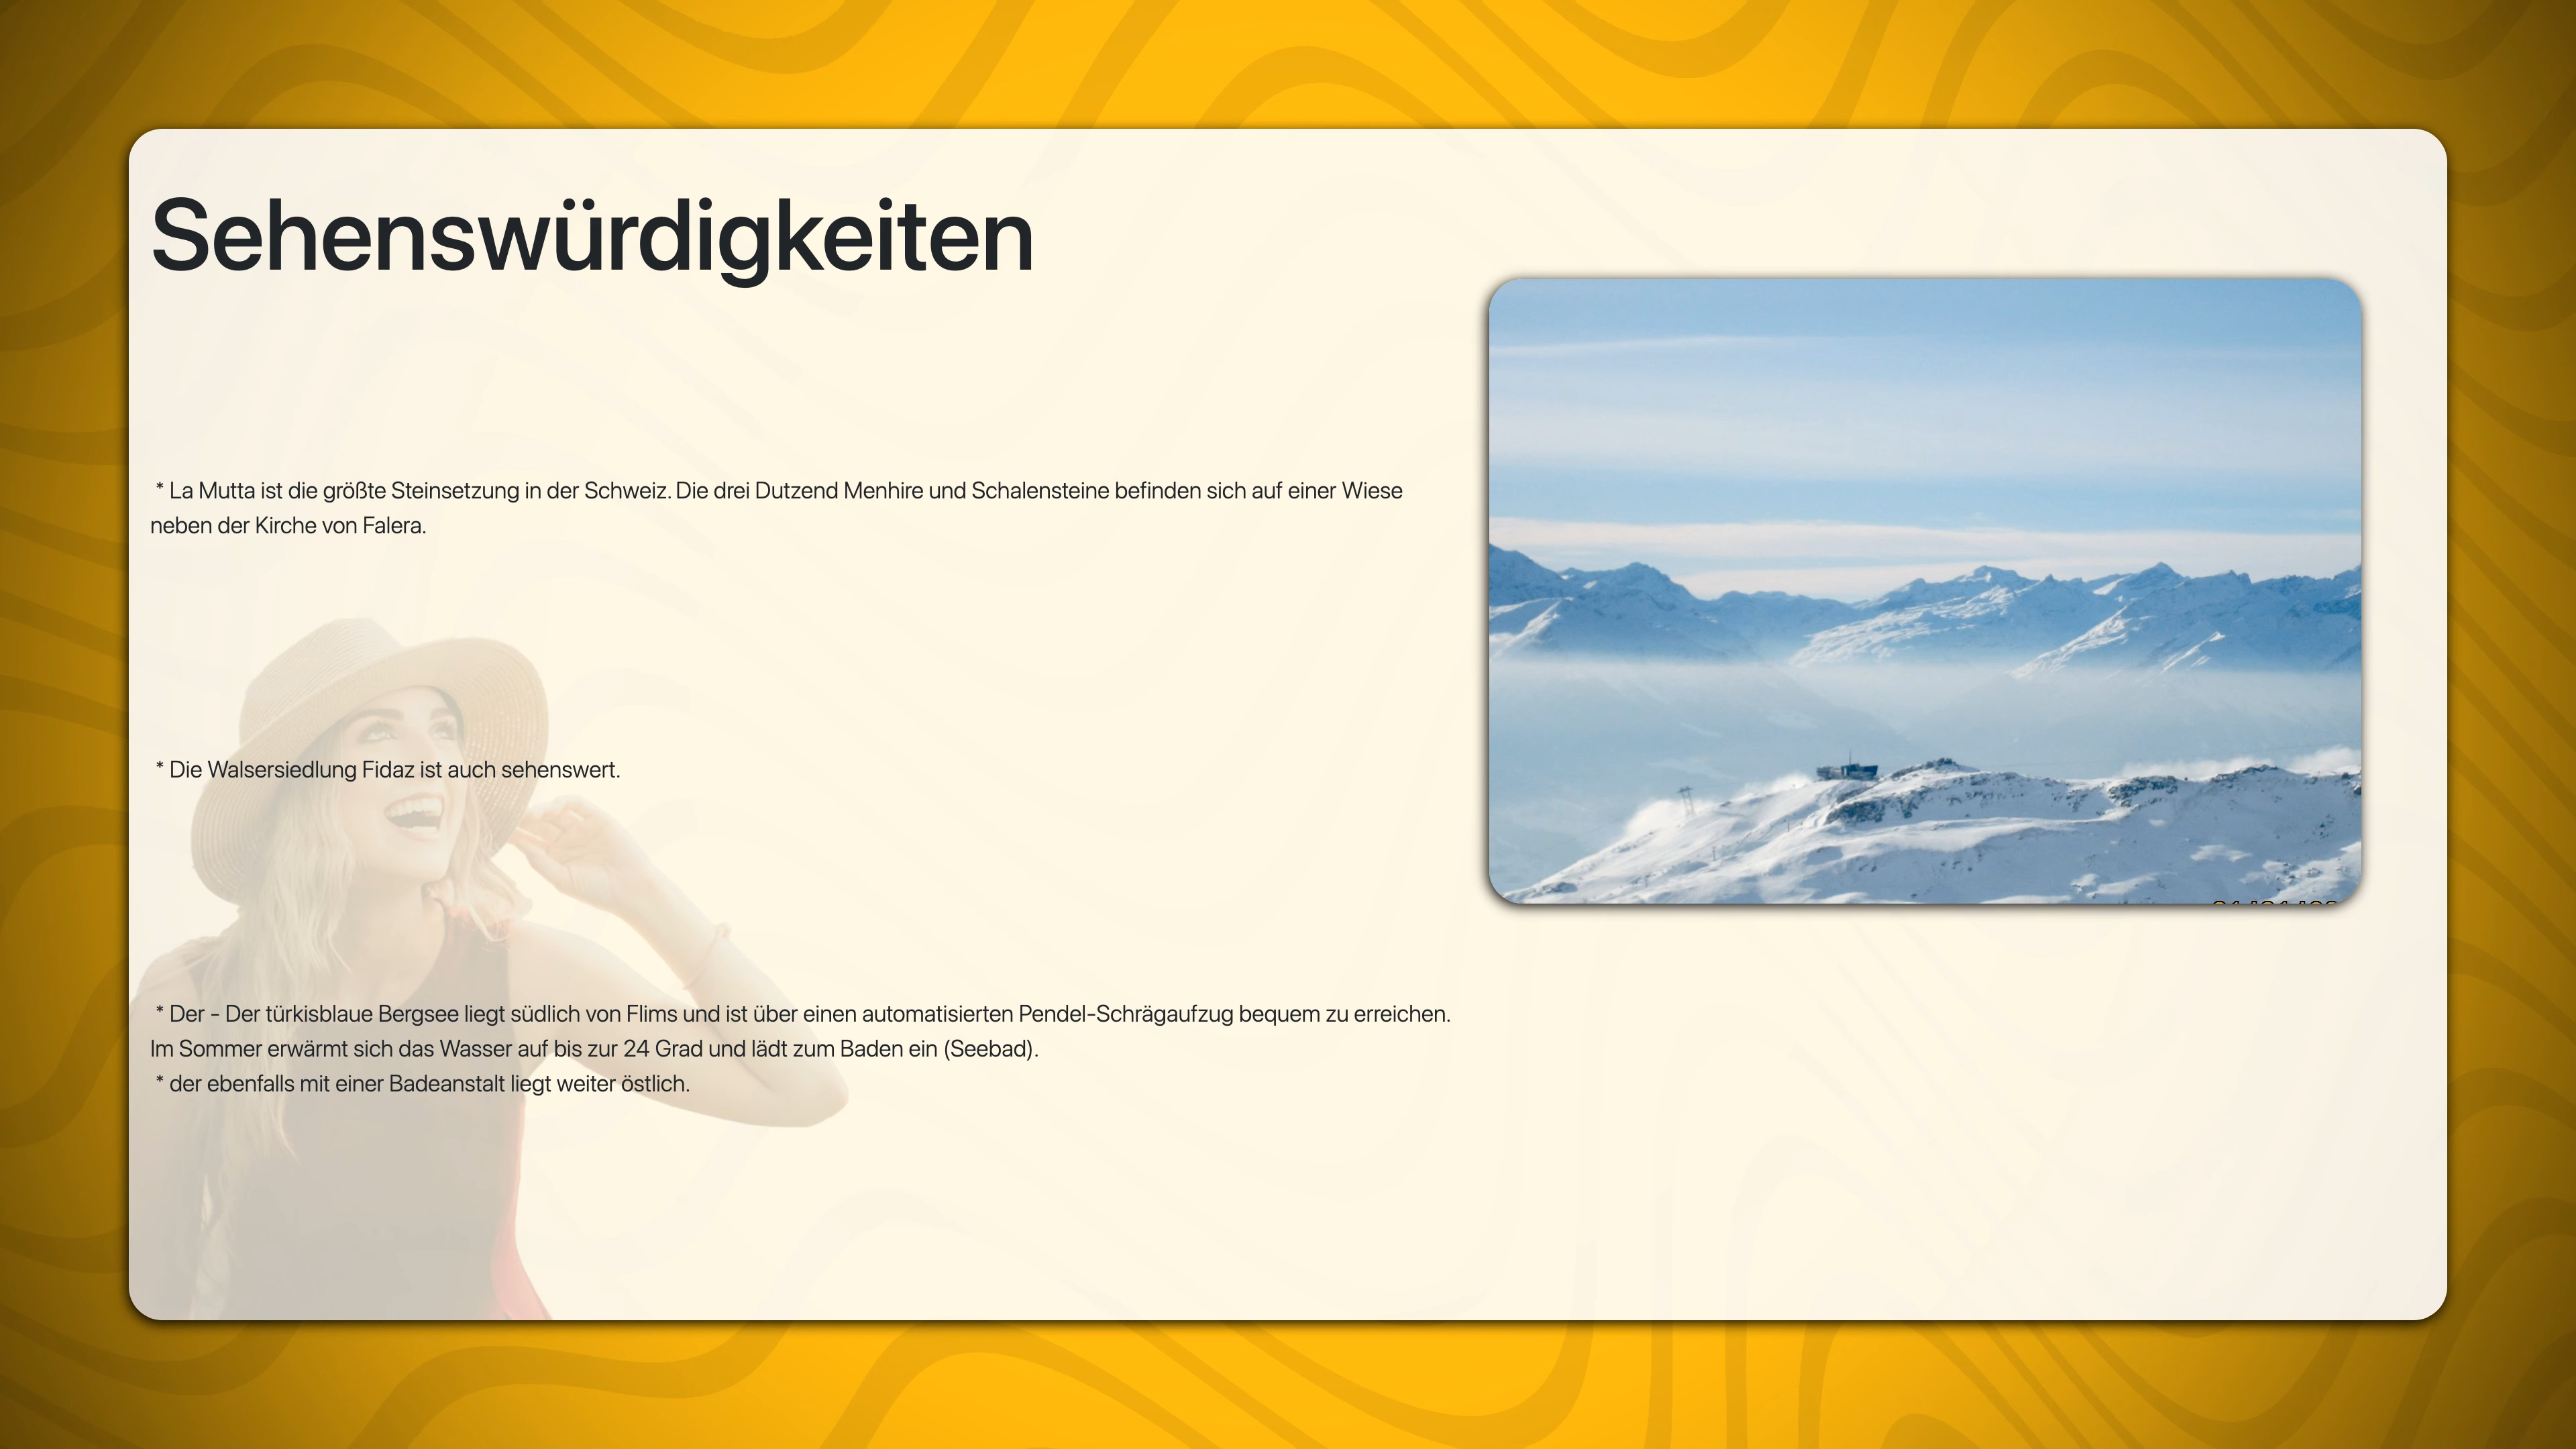 Sehenswürdigkeiten
* La Mutta ist die größte Steinsetzung in der Schweiz. Die drei Dutzend Menhire und Schalensteine befinden sich auf einer Wiese
neben der Kirche von Falera.
* Die Walsersiedlung Fidaz ist auch sehenswert.
* Der - Der türkisblaue Bergsee liegt südlich von Flims und ist über einen automatisierten Pendel-Schrägaufzug bequem zu erreichen.
Im Sommer erwärmt sich das Wasser auf bis zur 24 Grad und lädt zum Baden ein (Seebad).
* der ebenfalls mit einer Badeanstalt liegt weiter östlich.